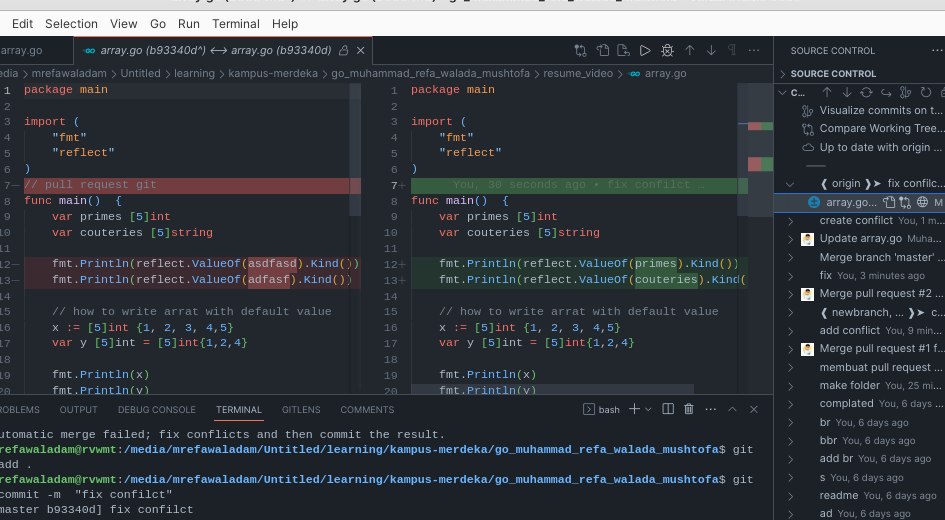 Edit Selection View Go Run Terminal Help
array.go
array.go (b93340d^) ↔ array.go (b93340d)
mrefawaladam > Untitled > learning > kampus-merdeka > go_muhammad_refa_walada_mushtofa > resume_video > array.go
1 package main
2
3 import (
4 "fmt"
5 "reflect"
6 )
7— // pull request git
8 func main() {
9 var primes [5]int
10 var couteries [5]string
11
12— fmt.Println(reflect.ValueOf(asdfasd).Kind())
13— fmt.Println(reflect.ValueOf(adfasf).Kind())
14
15 // how to write arrat with default value
16 x := [5]int {1, 2, 3, 4,5}
17 var y [5]int = [5]int{1,2,4}
18
19 fmt.Println(x)
20 fmt.Println(y)
1 package main
2
3 import (
4 "fmt"
5 "reflect"
6 )
7+ You, 30 seconds ago • fix confilct …
8 func main() {
9 var primes [5]int
10 var couteries [5]string
11
12+ fmt.Println(reflect.ValueOf(primes).Kind())
13+ fmt.Println(reflect.ValueOf(couteries).Kind(
14
15 // how to write arrat with default value
16 x := [5]int {1, 2, 3, 4,5}
17 var y [5]int = [5]int{1,2,4}
18
19 fmt.Println(x)
20 fmt.Println(y)
ROBLEMS OUTPUT DEBUG CONSOLE TERMINAL GITLENS COMMENTS
bash
utomatic merge failed; fix conflicts and then commit the result.
refawaladam@rvwmt:/media/mrefawaladam/Untitled/learning/kampus-merdeka/go_muhammad_refa_walada_mushtofa$ git
add .
refawaladam@rvwmt:/media/mrefawaladam/Untitled/learning/kampus-merdeka/go_muhammad_refa_walada_mushtofa$ git
commit -m "fix confilct"
master b93340d] fix confilct
SOURCE CONTROL
SOURCE CONTROL
C...
Visualize commits on t...
Compare Working Tree...
Up to date with origin ...
origin fix confilc...
array.go... M
create confilct You, 1 m...
Update array.go Muha...
Merge branch 'master' ...
fix You, 3 minutes ago
Merge pull request #2 ...
newbranch, ... c...
add conflict You, 9 min...
Merge pull request #1 f...
membuat pull request ...
make folder You, 25 mi...
complated You, 6 days ...
br You, 6 days ago
bbr You, 6 days ago
add br You, 6 days ago
s You, 6 days ago
readme You, 6 days ago
ad You, 6 days ago